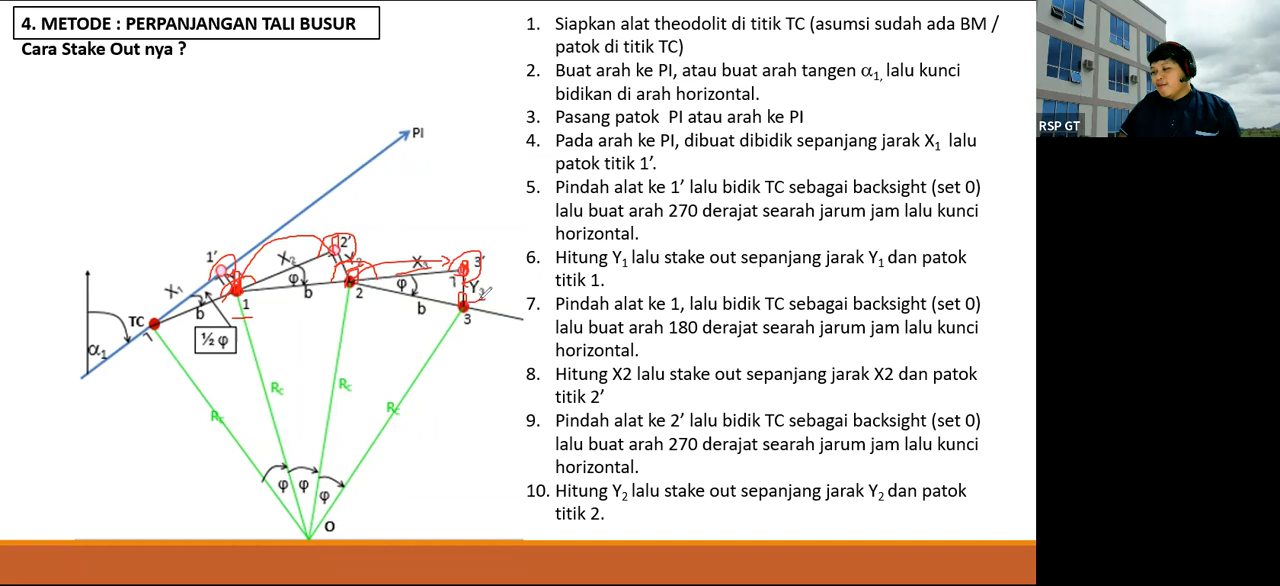 4. METODE : PERPANJANGAN TALI BUSUR
Cara Stake Out nya ?
1. Siapkan alat theodolit di titik TC (asumsi sudah ada BM /
patok di titik TC)
2. Buat arah ke PI, atau buat arah tangen α1, lalu kunci
bidikan di arah horizontal.
3. Pasang patok PI atau arah ke PI
4. Pada arah ke PI, dibuat dibidik sepanjang jarak X1 lalu
patok titik 1’.
5. Pindah alat ke 1’ lalu bidik TC sebagai backsight (set 0)
lalu buat arah 270 derajat searah jarum jam lalu kunci
horizontal.
6. Hitung Y1 lalu stake out sepanjang jarak Y1 dan patok
titik 1.
7. Pindah alat ke 1, lalu bidik TC sebagai backsight (set 0)
lalu buat arah 180 derajat searah jarum jam lalu kunci
horizontal.
8. Hitung X2 lalu stake out sepanjang jarak X2 dan patok
titik 2’
9. Pindah alat ke 2’ lalu bidik TC sebagai backsight (set 0)
lalu buat arah 270 derajat searah jarum jam lalu kunci
horizontal.
10. Hitung Y2 lalu stake out sepanjang jarak Y2 dan patok
titik 2.
PI
1'
2'
3'
X1
X2
φ
φ
b
b
b
1
2
3
TC
½ φ
α1
Rc
Rc
Rc
Rc
φ
φ
φ
O
RSP GT